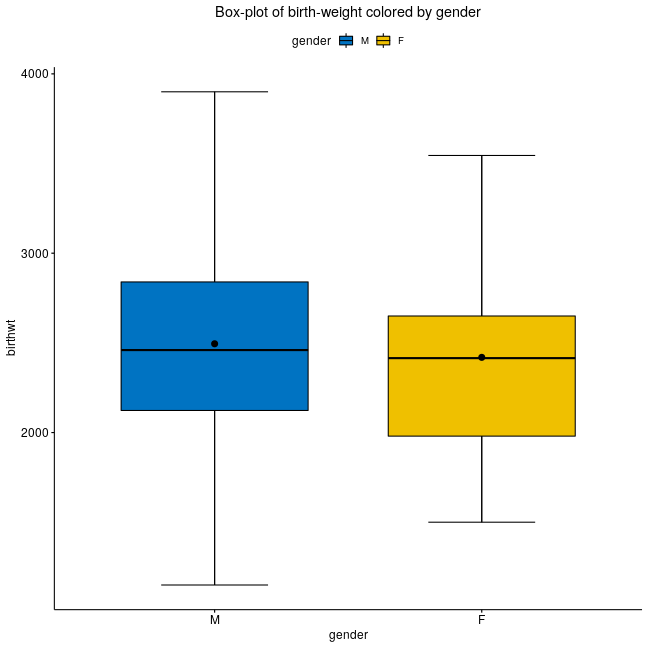 Box-plot of birth-weight colored by gender
gender M F
4000
3000
2000
birthwt
M F
gender